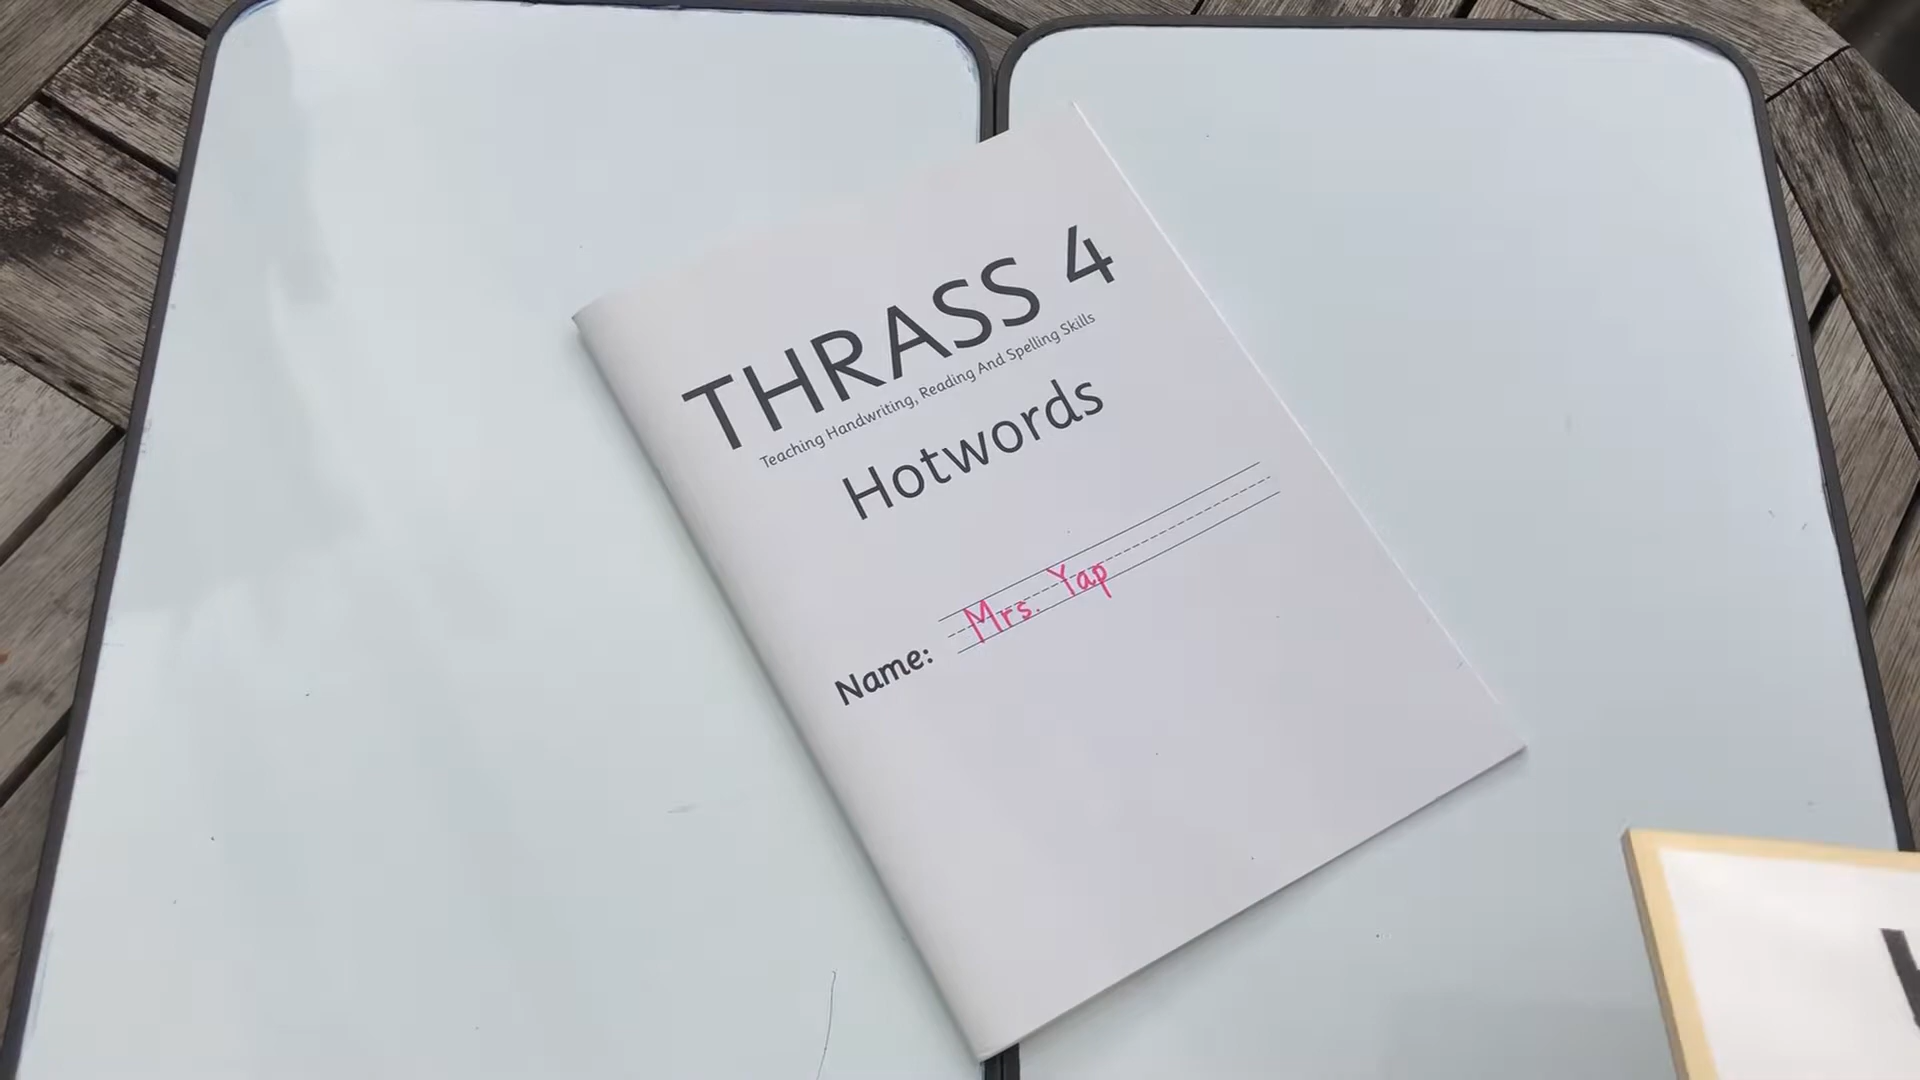 THRASS 4
Teaching Handwriting, Reading And Spelling Skills
Hotwords
Name: Mrs. Yap